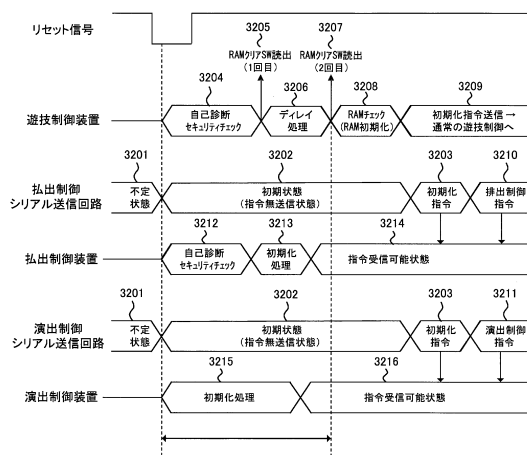 リセット信号
3205
3207
RAMクリアSW読出
(1回目)
RAMクリアSW読出
(2回目)
3204
3206
3208
3209
遊技制御装置
自己診断
セキュリティチェック
ディレイ
処理
RAMチェック
(RAM初期化)
初期化指令送信→
通常の遊技制御へ
3201
3202
3203
3210
払出制御
シリアル送信回路
不定
状態
初期状態
(指令無送信状態)
初期化
指令
排出制御
指令
3212
3213
3214
払出制御装置
自己診断
セキュリティチェック
初期化
処理
指令受信可能状態
3201
3202
3203
3211
演出制御
シリアル送信回路
不定
状態
初期状態
(指令無送信状態)
初期化
指令
演出制御
指令
3215
3216
演出制御装置
初期化処理
指令受信可能状態